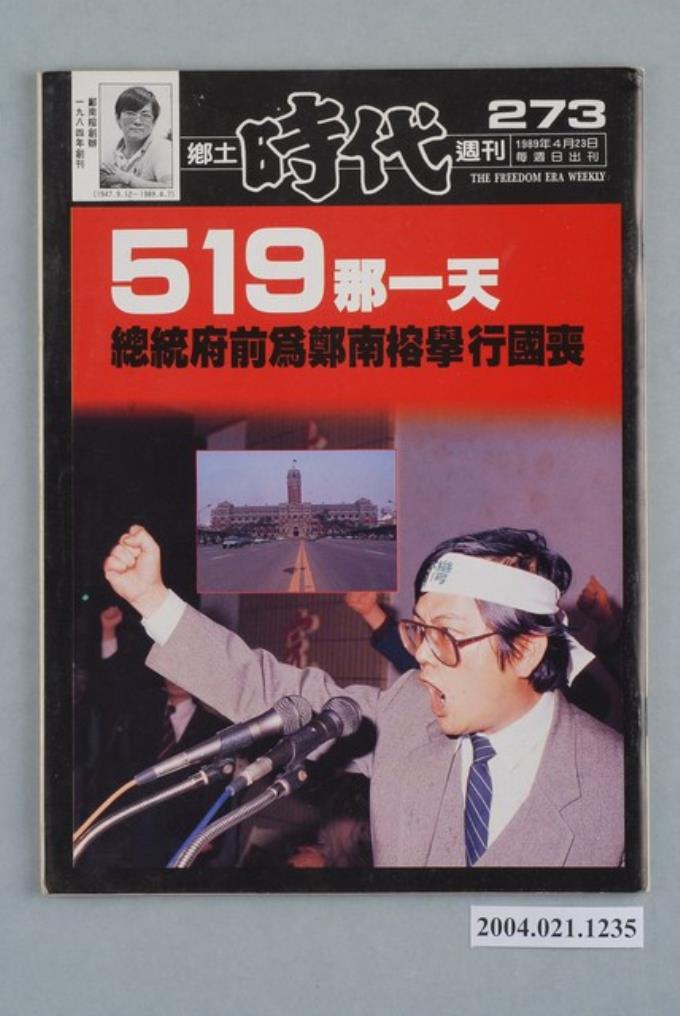 鄭南榕創辦
一九八四年創刊
(1947.9.12－1989.4.7)
鄉土
時代
週刊
273
1989年4月23日
每週日出刊
THE FREEDOM ERA WEEKLY
519那一天
總統府前為鄭南榕舉行國喪
灣
2004.021.1235